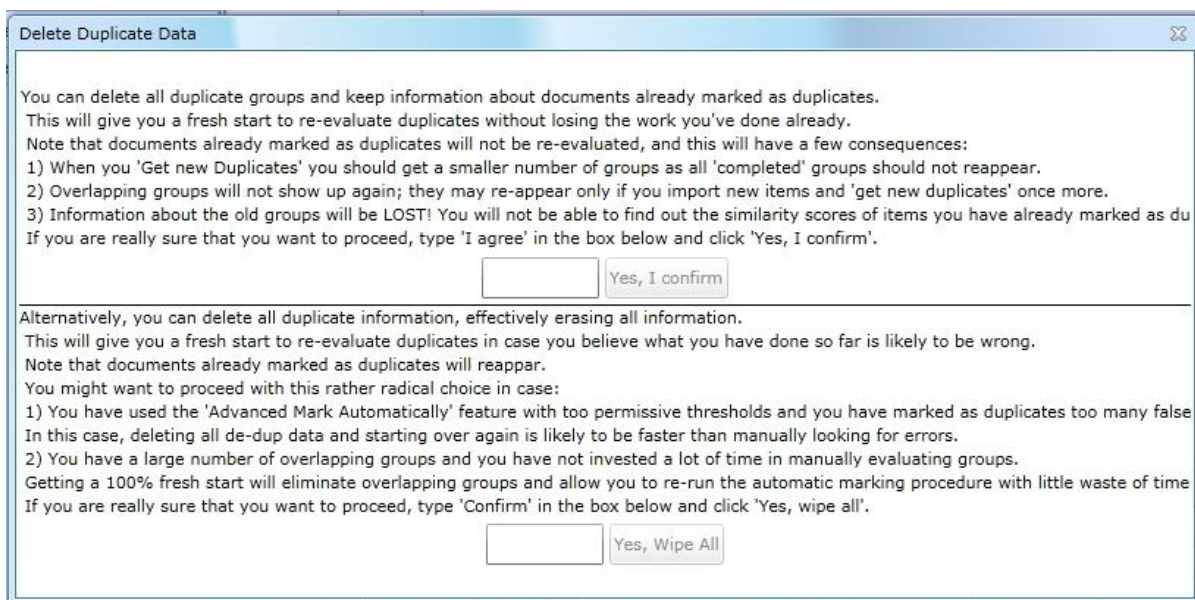 Delete Duplicate Data
You can delete all duplicate groups and keep information about documents already marked as duplicates.
This will give you a fresh start to re-evaluate duplicates without losing the work you've done already.
Note that documents already marked as duplicates will not be re-evaluated, and this will have a few consequences:
1) When you 'Get new Duplicates' you should get a smaller number of groups as all 'completed' groups should not reappear.
2) Overlapping groups will not show up again; they may re-appear only if you import new items and 'get new duplicates' once more.
3) Information about the old groups will be LOST! You will not be able to find out the similarity scores of items you have already marked as du
If you are really sure that you want to proceed, type 'I agree' in the box below and click 'Yes, I confirm'.
Yes, I confirm
Alternatively, you can delete all duplicate information, effectively erasing all information.
This will give you a fresh start to re-evaluate duplicates in case you believe what you have done so far is likely to be wrong.
Note that documents already marked as duplicates will reappar.
You might want to proceed with this rather radical choice in case:
1) You have used the 'Advanced Mark Automatically' feature with too permissive thresholds and you have marked as duplicates too many false
In this case, deleting all de-dup data and starting over again is likely to be faster than manually looking for errors.
2) You have a large number of overlapping groups and you have not invested a lot of time in manually evaluating groups.
Getting a 100% fresh start will eliminate overlapping groups and allow you to re-run the automatic marking procedure with little waste of time
If you are really sure that you want to proceed, type 'Confirm' in the box below and click 'Yes, wipe all'.
Yes, Wipe All